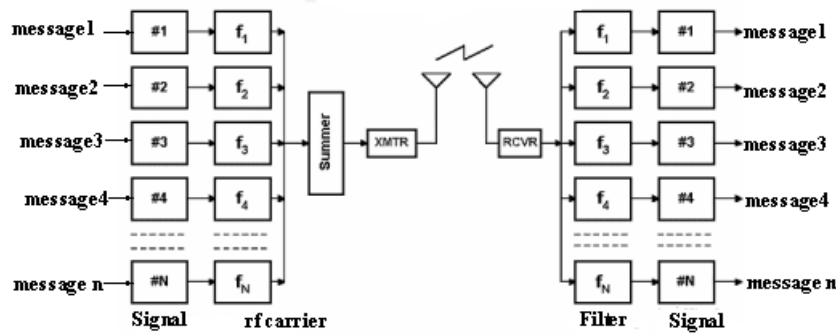 message1 #1 f1 f1 #1 message1
message2 #2 f2 f2 #2 message2
message3 #3 f3 Summer XMTR RCVR f3 #3 message3
message4 #4 f4 f4 #4 message4
message n #N fN fN #N message n
Signal rf carrier Filter Signal